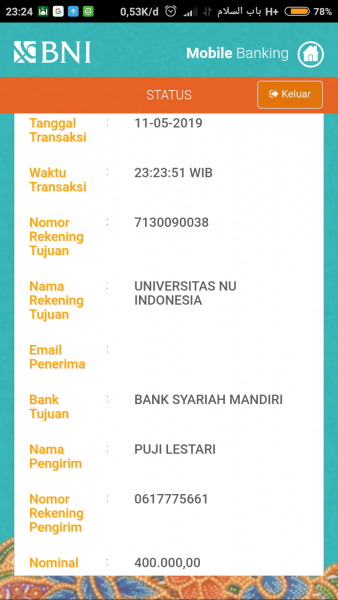 23:24 0,53K/d باب السلام H+ 78%
BNI Mobile Banking
STATUS Keluar
Tanggal Transaksi : 11-05-2019
Waktu Transaksi : 23:23:51 WIB
Nomor Rekening Tujuan : 7130090038
Nama Rekening Tujuan : UNIVERSITAS NU INDONESIA
Email Penerima :
Bank Tujuan : BANK SYARIAH MANDIRI
Nama Pengirim : PUJI LESTARI
Nomor Rekening Pengirim : 0617775661
Nominal : 400.000,00